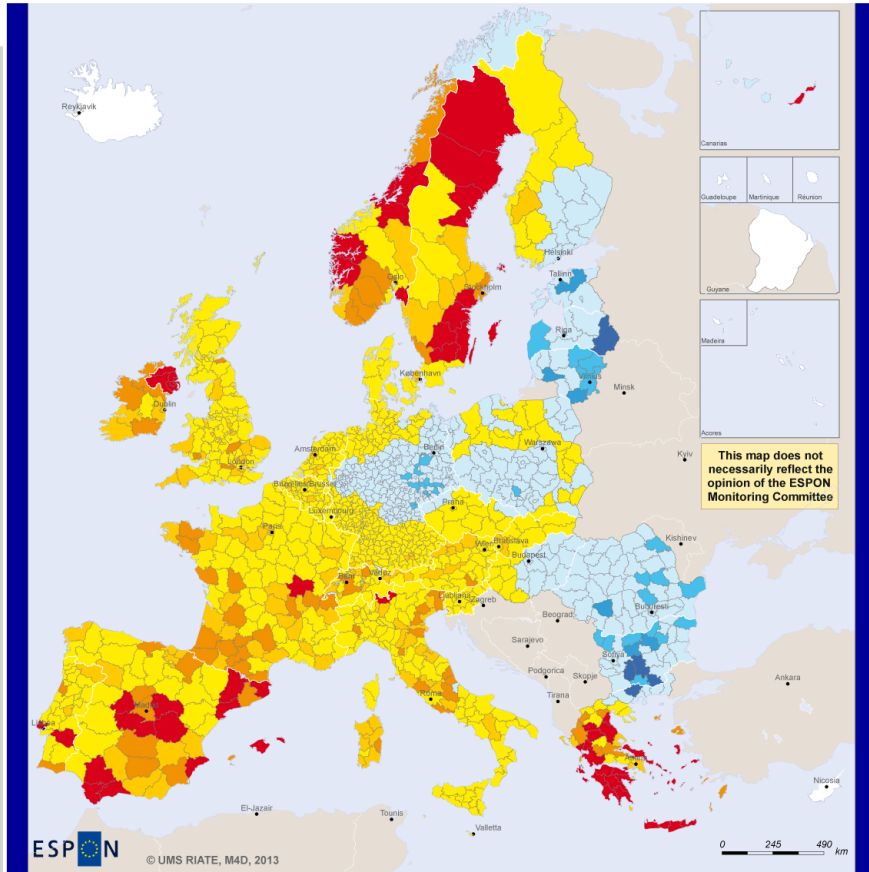 Reykjavik
Canarias
Guadeloupe
Martinique
Réunion
Guyane
Madeira
Acores
Helsinki
Tallinn
Oslo
Stockholm
Riga
Vilnius
Minsk
København
Dublin
London
Amsterdam
Berlin
Warszawa
Kyiv
This map does not
necessarily reflect the
opinion of the ESPON
Monitoring Committee
Luxembourg
Praha
Paris
Wien
Bratislava
Budapest
Kishinev
Bern
Vaduz
Ljubljana
Zagreb
Beograd
Bucuresti
Sarajevo
Sofiya
Podgorica
Skopje
Tirana
Roma
Ankara
Madrid
Lisboa
Nicosia
El-Jazair
Tounis
Valletta
ESPON
© UMS RIATE, M4D, 2013
0 245 490 km